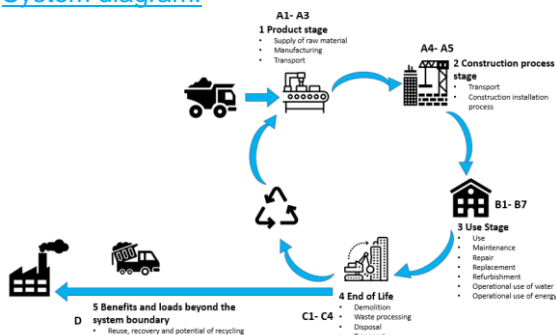 System diagram:
A1- A3
1 Product stage
• Supply of raw material
• Manufacturing
• Transport
A4- A5
2 Construction process
stage
• Transport
• Construction installation
process
B1- B7
3 Use Stage
• Use
• Maintenance
• Repair
• Replacement
• Refurbishment
• Operational use of water
• Operational use of energy
4 End of Life
C1- C4
• Demolition
• Waste processing
• Disposal
5 Benefits and loads beyond the
D system boundary
• Reuse, recovery and potential of recycling